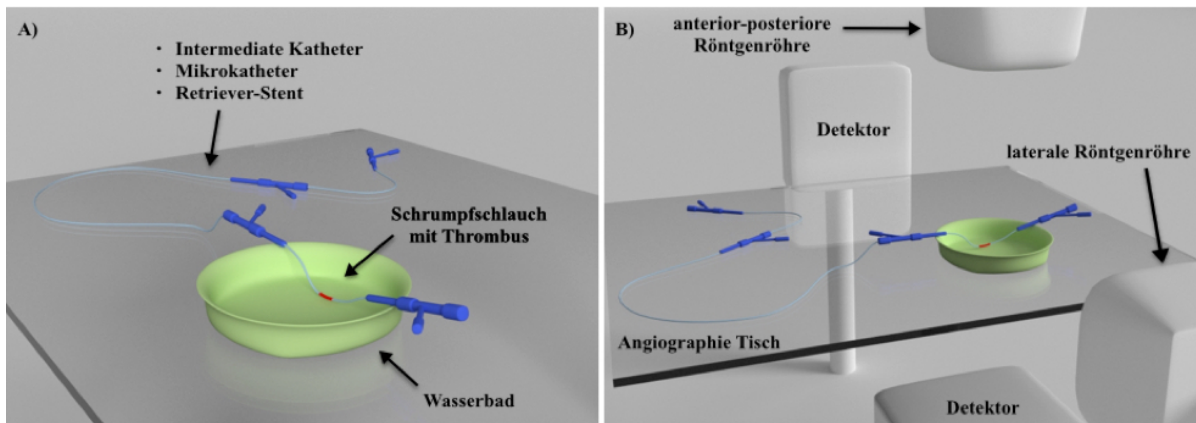 A)
· Intermediate Katheter
· Mikrokatheter
· Retriever-Stent
Schrumpfschlauch
mit Thrombus
Wasserbad
B)
anterior-posteriore
Röntgenröhre
Detektor
laterale Röntgenröhre
Angiographie Tisch
Detektor